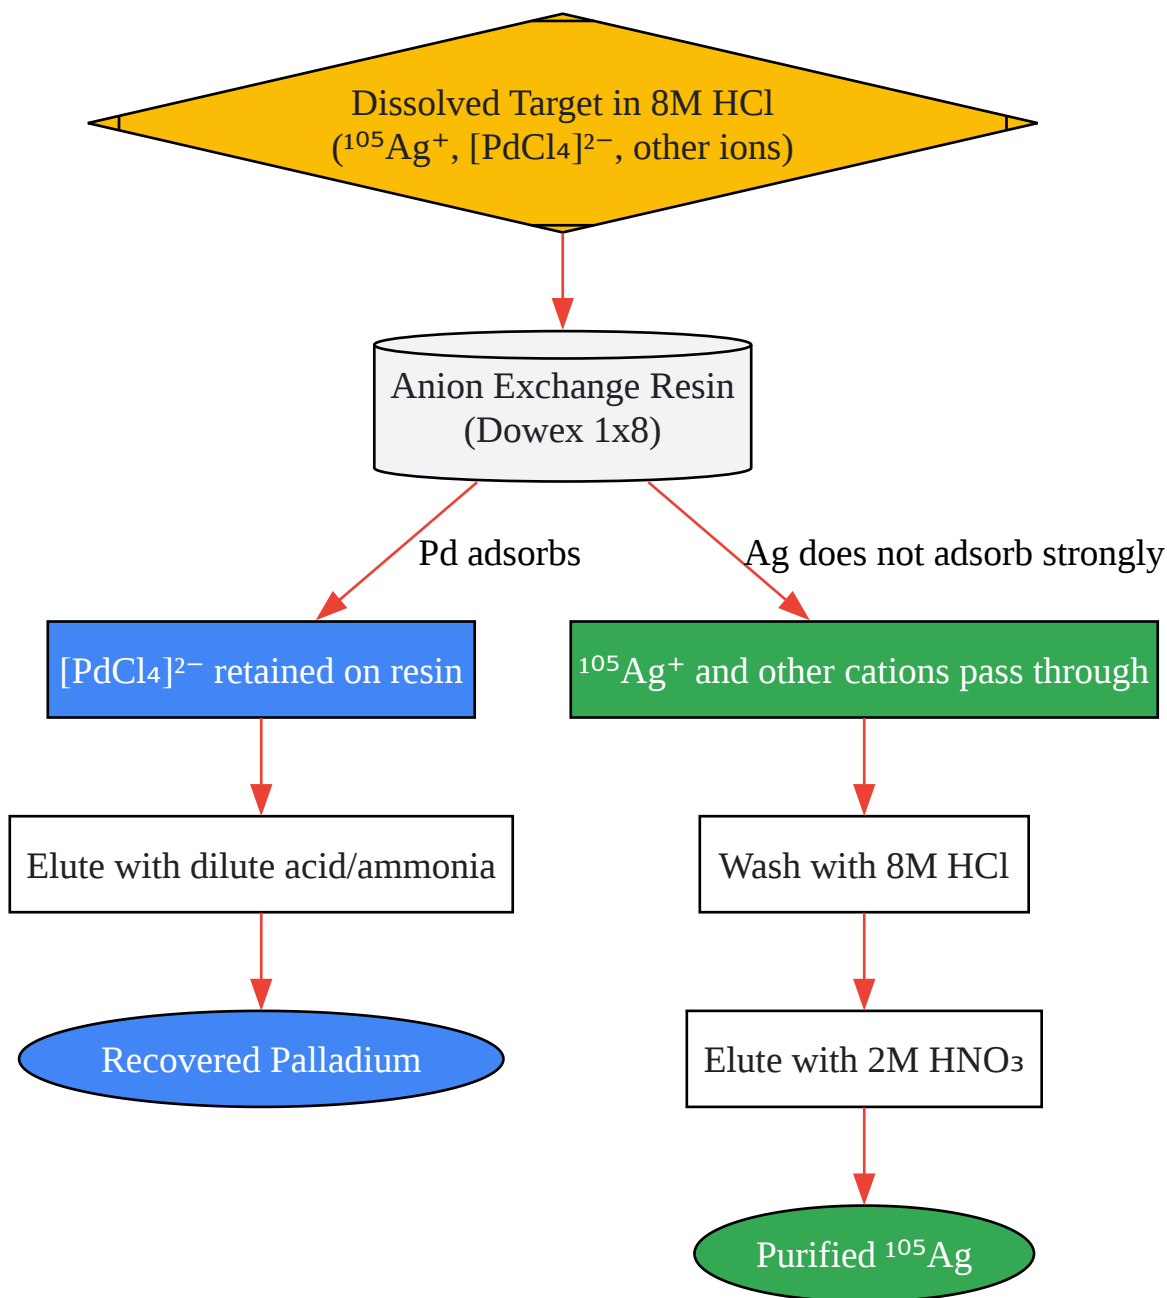 Dissolved Target in 8M HCl
(¹⁰⁵Ag⁺, [PdCl₄]²⁻, other ions)
Anion Exchange Resin
(Dowex 1x8)
Pd adsorbs
Ag does not adsorb strongly
[PdCl₄]²⁻ retained on resin
¹⁰⁵Ag⁺ and other cations pass through
Elute with dilute acid/ammonia
Wash with 8M HCl
Recovered Palladium
Elute with 2M HNO₃
Purified ¹⁰⁵Ag